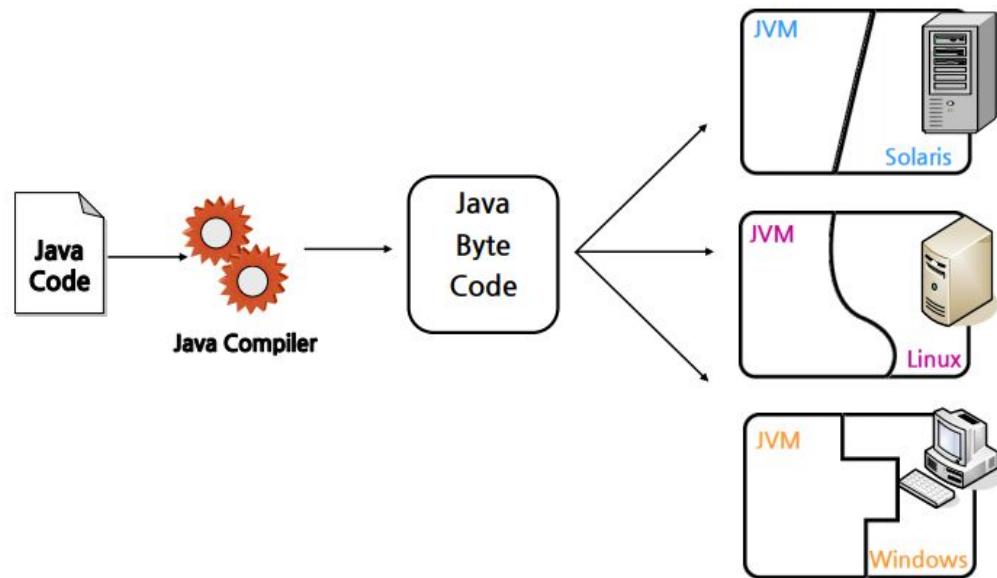 Java
Code
Java Compiler
Java
Byte
Code
JVM
Solaris
JVM
Linux
JVM
Windows